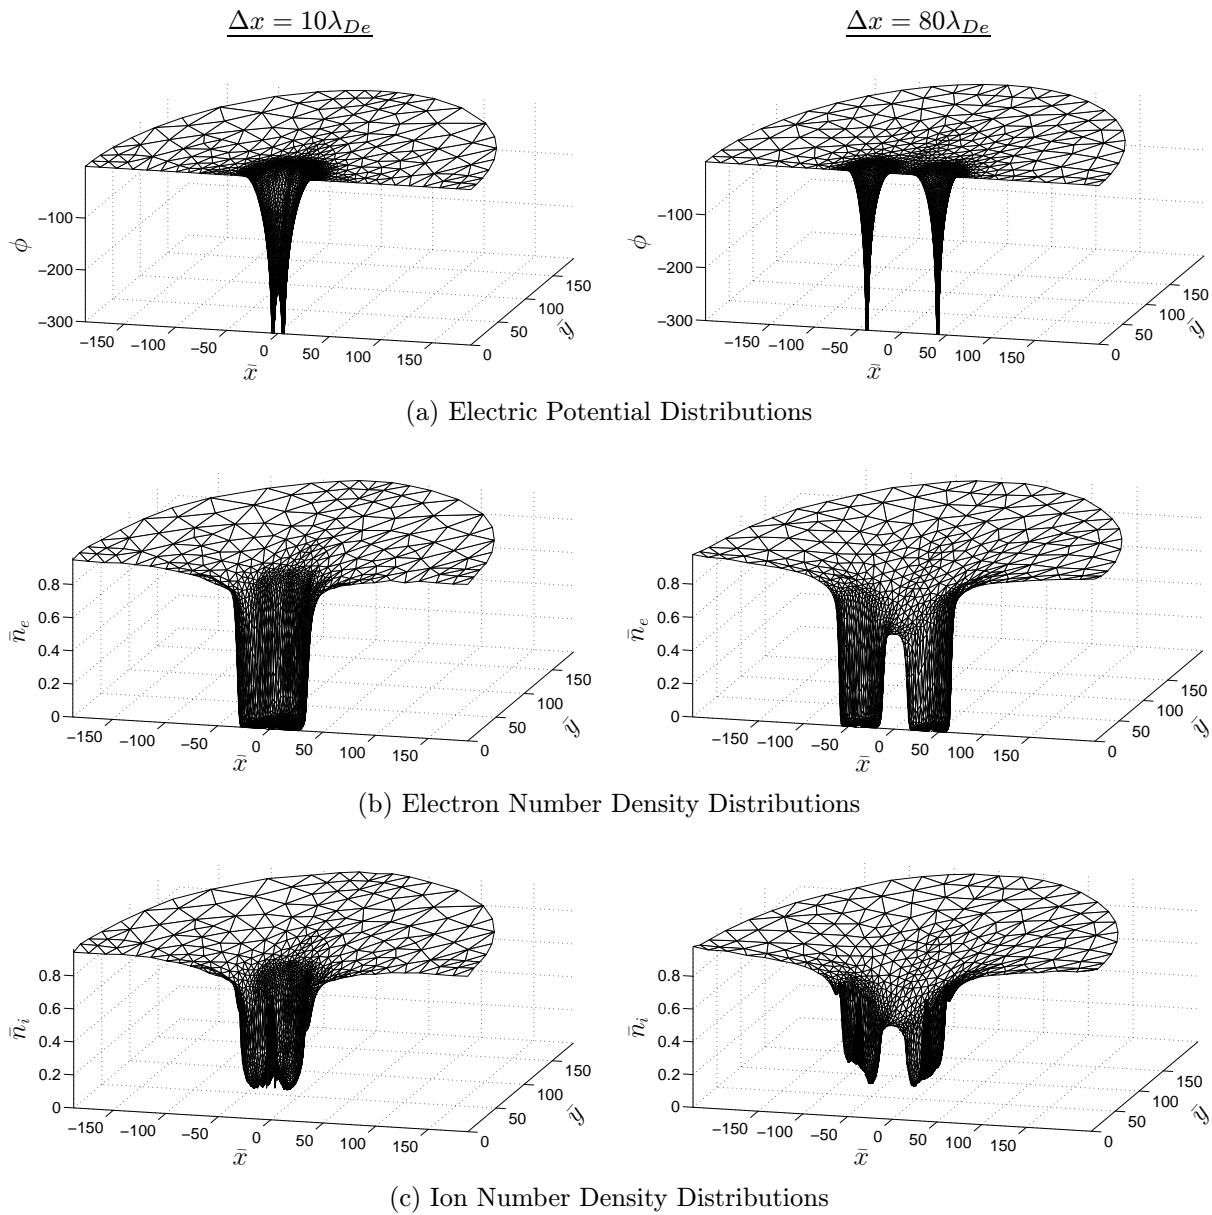 Δx = 10λ_De Δx = 80λ_De
−100
−200
−300
ϕ
−150 −100 −50 0 50 100 150
x̄
0 50 100 150
ȳ
−100
−200
−300
ϕ
−150 −100 −50 0 50 100 150
x̄
0 50 100 150
ȳ
(a) Electric Potential Distributions
0.8
0.6
0.4
0.2
0
n̄_e
−150 −100 −50 0 50 100 150
x̄
0 50 100 150
ȳ
0.8
0.6
0.4
0.2
0
n̄_e
−150 −100 −50 0 50 100 150
x̄
0 50 100 150
ȳ
(b) Electron Number Density Distributions
0.8
0.6
0.4
0.2
0
n̄_i
−150 −100 −50 0 50 100 150
x̄
0 50 100 150
ȳ
0.8
0.6
0.4
0.2
0
n̄_i
−150 −100 −50 0 50 100 150
x̄
0 50 100 150
ȳ
(c) Ion Number Density Distributions